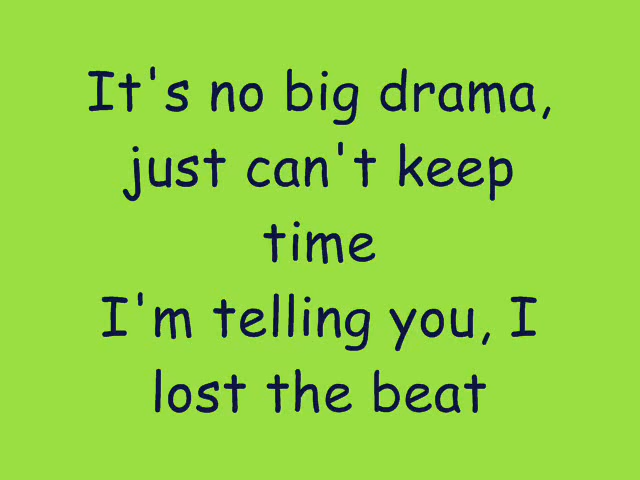 It's no big drama,
just can't keep
time
I'm telling you, I
lost the beat